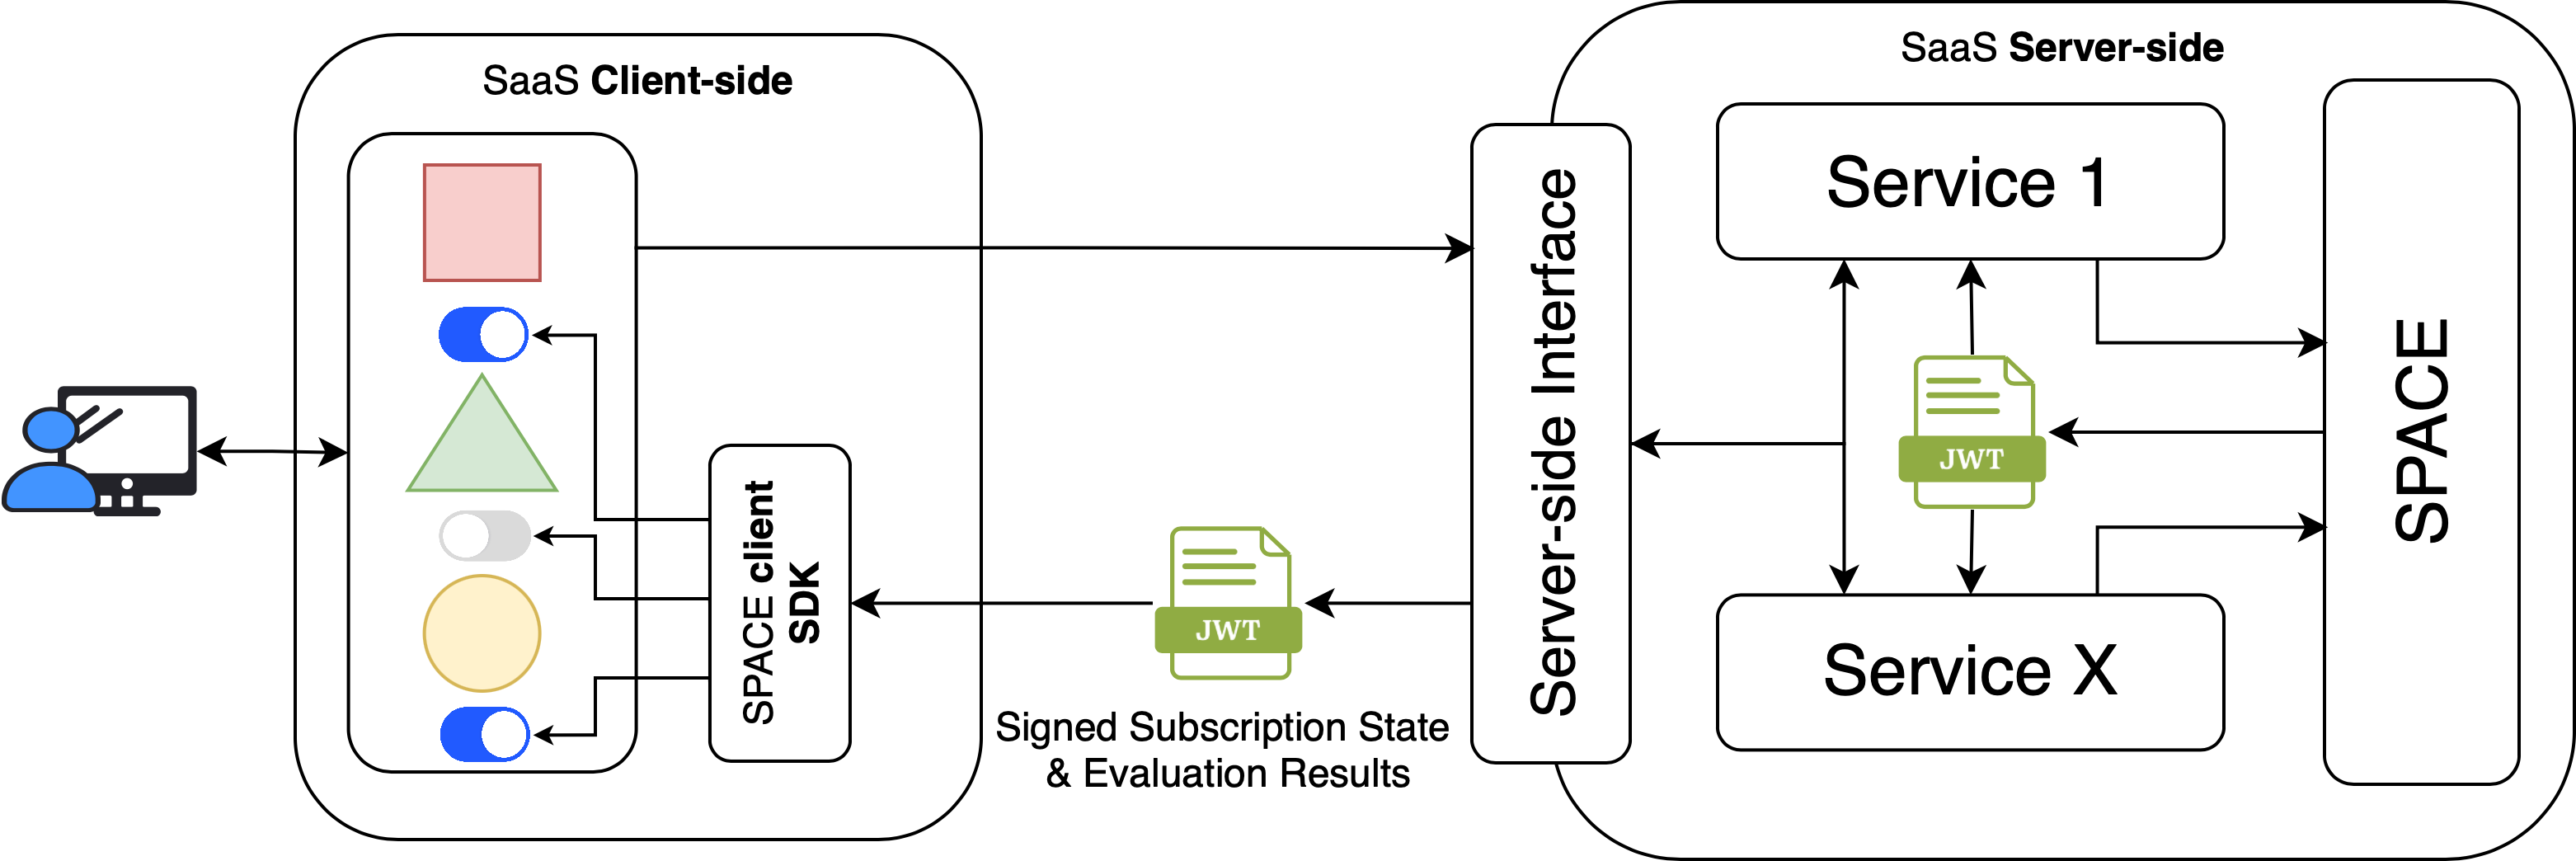 SaaS Client-side
SPACE client
SDK
JWT
Signed Subscription State
& Evaluation Results
Server-side Interface
SaaS Server-side
Service 1
JWT
Service X
SPACE